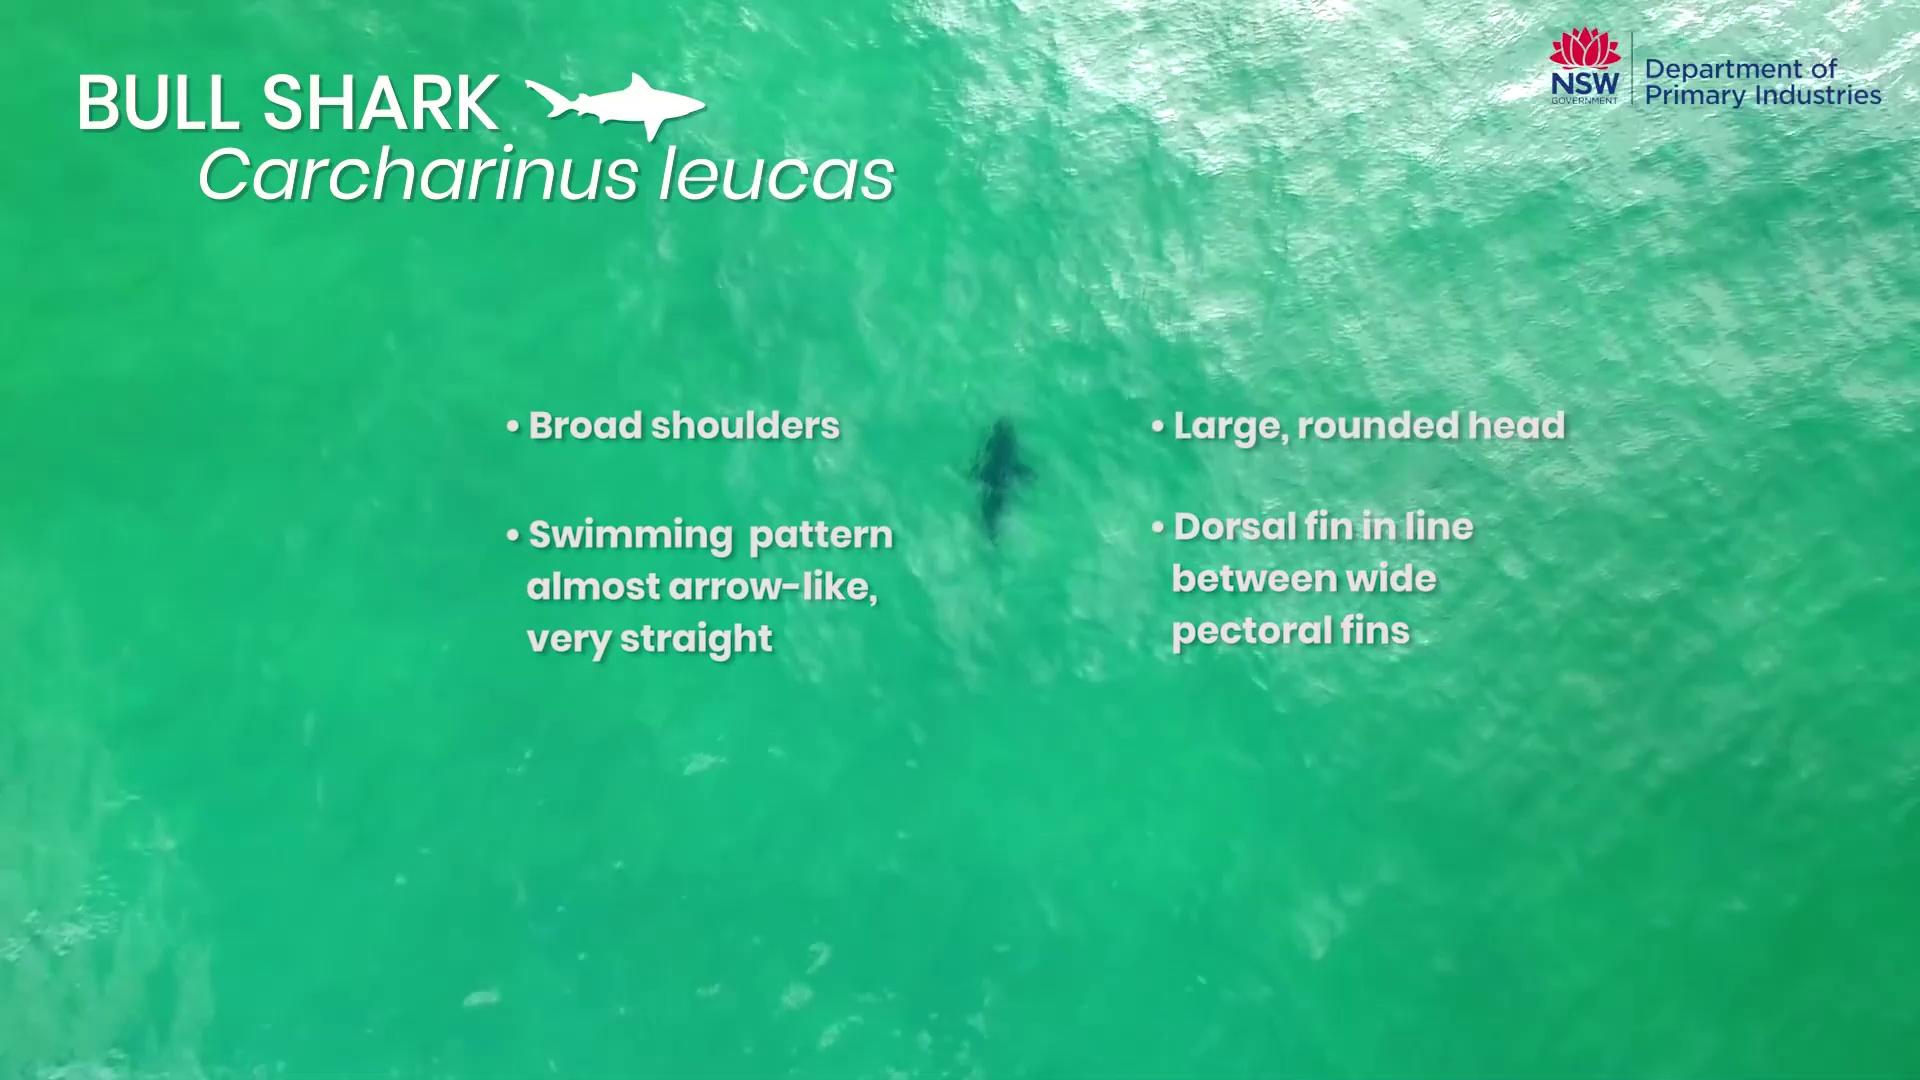 BULL SHARK
Carcharinus leucas
NSW
GOVERNMENT
Department of
Primary Industries
• Broad shoulders
• Swimming pattern
almost arrow-like,
very straight
• Large, rounded head
• Dorsal fin in line
between wide
pectoral fins